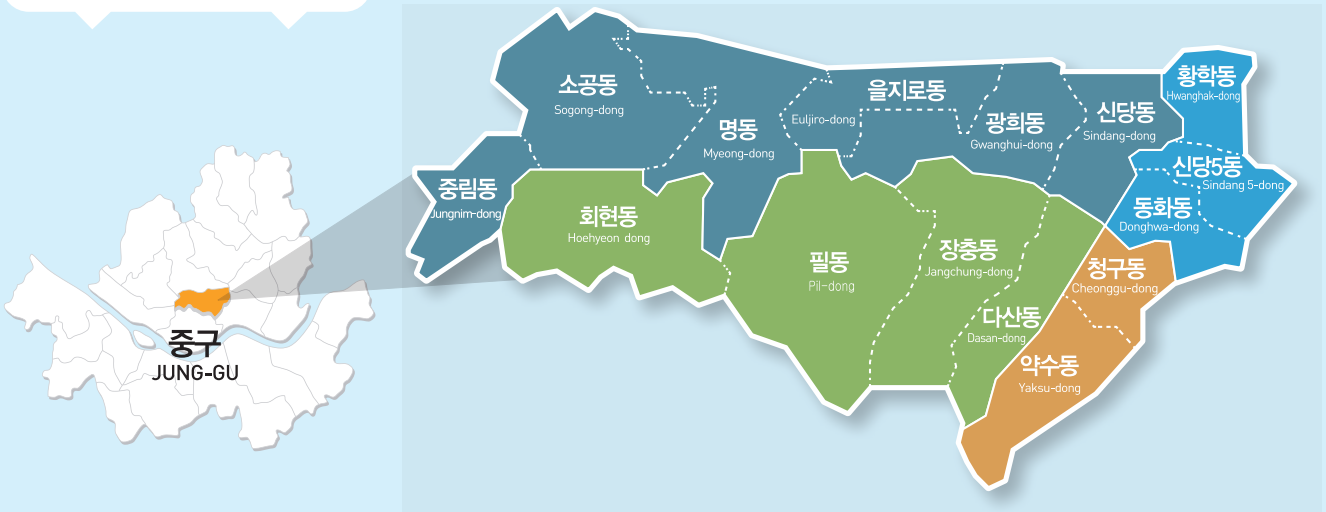 중구
JUNG-GU
소공동
Sogong-dong
명동
Myeong-dong
을지로동
Euljiro-dong
광희동
Gwanghui-dong
신당동
Sindang-dong
황학동
Hwanghak-dong
신당5동
Sindang 5-dong
동화동
Donghwa-dong
중림동
Jungnim-dong
회현동
Hoehyeon dong
필동
Pil-dong
장충동
Jangchung-dong
다산동
Dasan-dong
청구동
Cheonggu-dong
약수동
Yaksu-dong